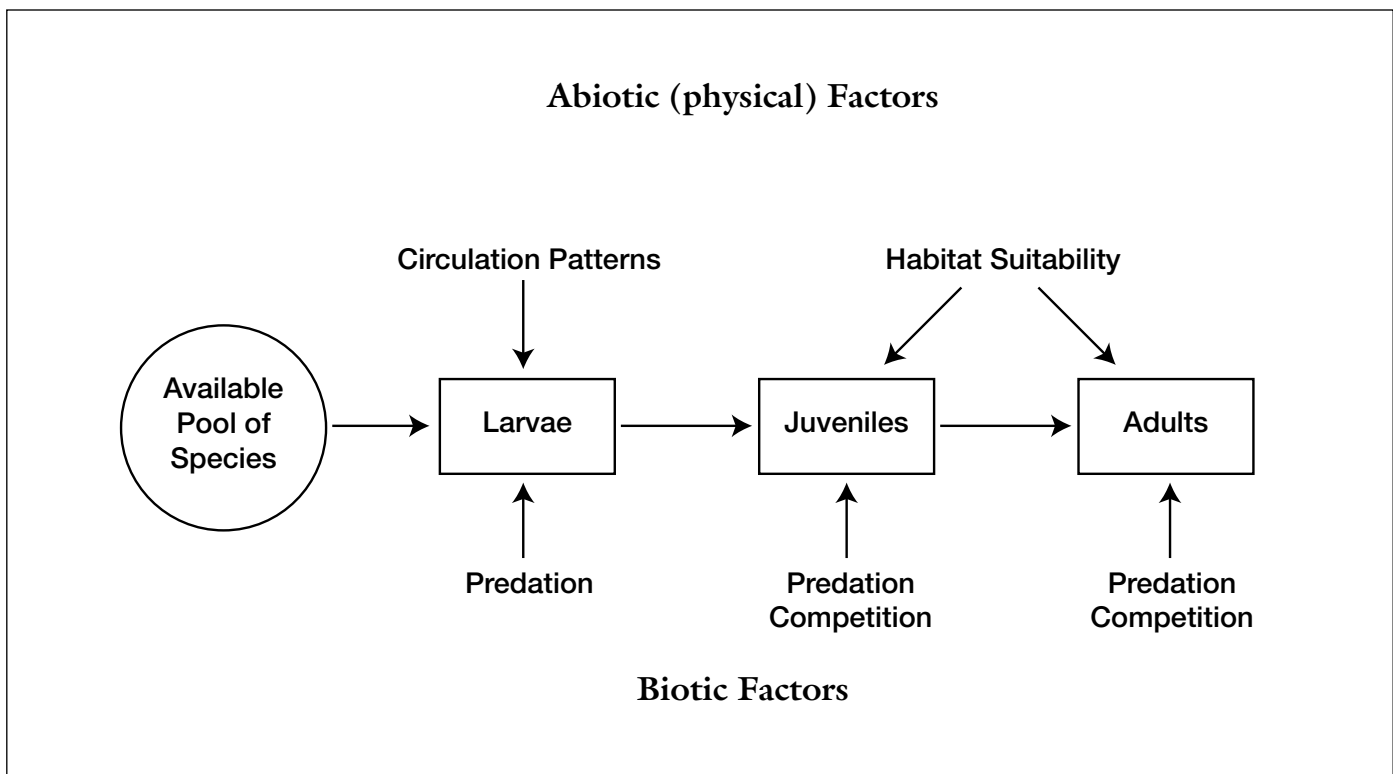 Abiotic (physical) Factors
Circulation Patterns
Habitat Suitability
Available
Pool of
Species
Larvae
Juveniles
Adults
Predation
Predation
Competition
Predation
Competition
Biotic Factors